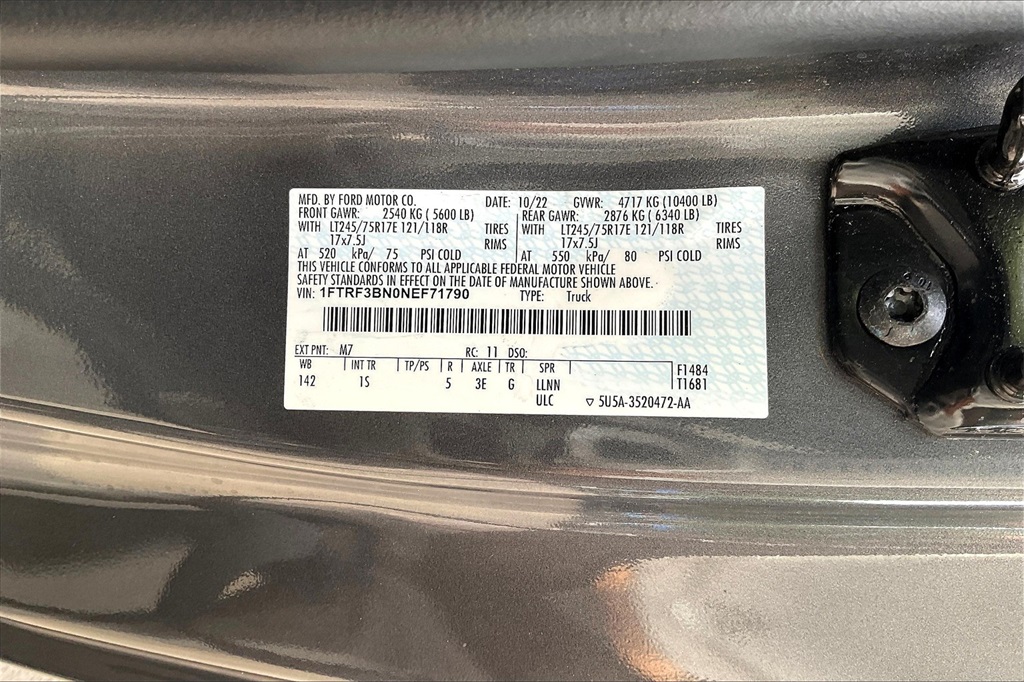 MFD. BY FORD MOTOR CO. DATE: 10/22 GVWR: 4717 KG (10400 LB)
FRONT GAWR: 2540 KG ( 5600 LB) REAR GAWR: 2876 KG ( 6340 LB)
WITH LT245/75R17E 121/118R TIRES WITH LT245/75R17E 121/118R TIRES
17x7.5J RIMS 17x7.5J RIMS
AT 520 kPa/ 75 PSI COLD AT 550 kPa/ 80 PSI COLD
THIS VEHICLE CONFORMS TO ALL APPLICABLE FEDERAL MOTOR VEHICLE
SAFETY STANDARDS IN EFFECT ON THE DATE OF MANUFACTURE SHOWN ABOVE.
VIN: 1FTRF3BN0NEF71790 TYPE: Truck
EXT PNT: M7 RC: 11 DSO:
WB INT TR TP/PS R AXLE TR SPR F1484
142 1S 5 3E G LLNN T1681
ULC ▽ 5U5A-3520472-AA